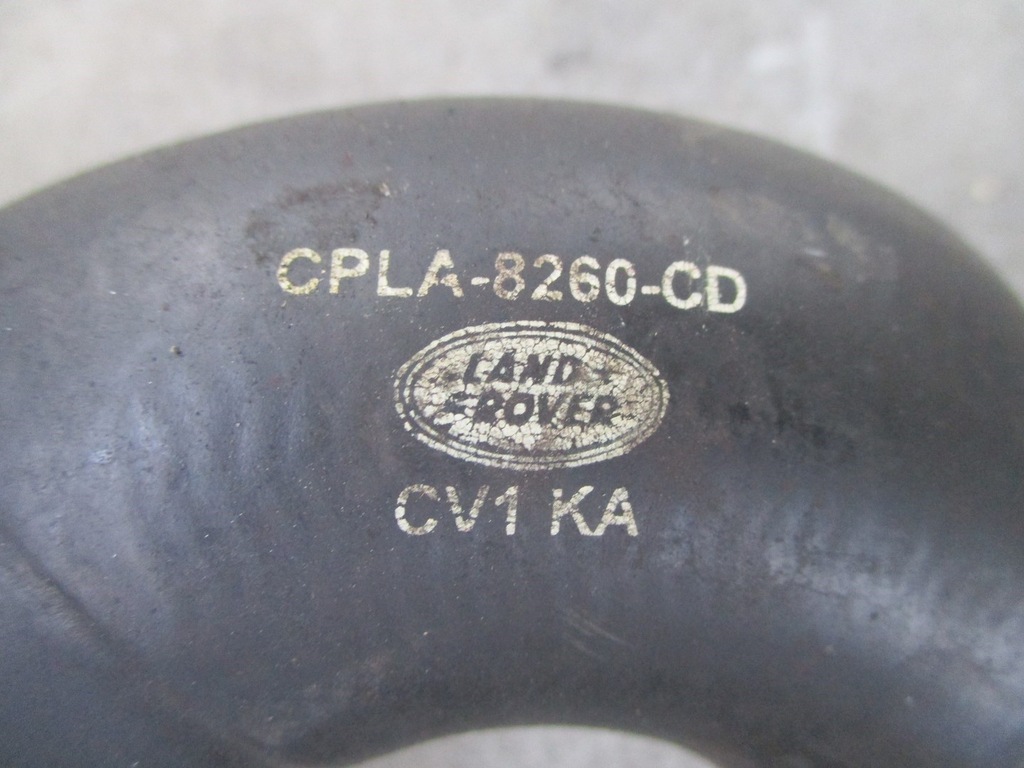 CPLA-8260-CD
LAND
ROVER
CV1 KA